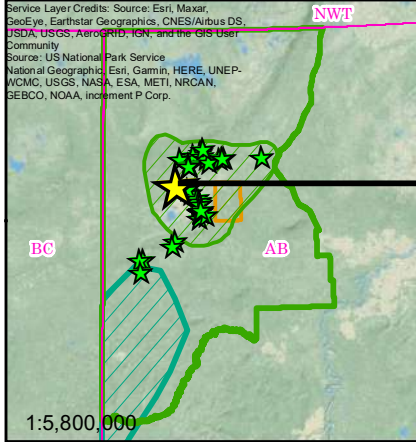 Service Layer Credits: Source: Esri, Maxar,
GeoEye, Earthstar Geographics, CNES/Airbus DS,
USDA, USGS, AeroGRID, IGN, and the GIS User
Community
Source: US National Park Service
National Geographic, Esri, Garmin, HERE, UNEP-
WCMC, USGS, NASA, ESA, METI, NRCAN,
GEBCO, NOAA, increment P Corp.
NWT
BC
AB
1:5,800,000